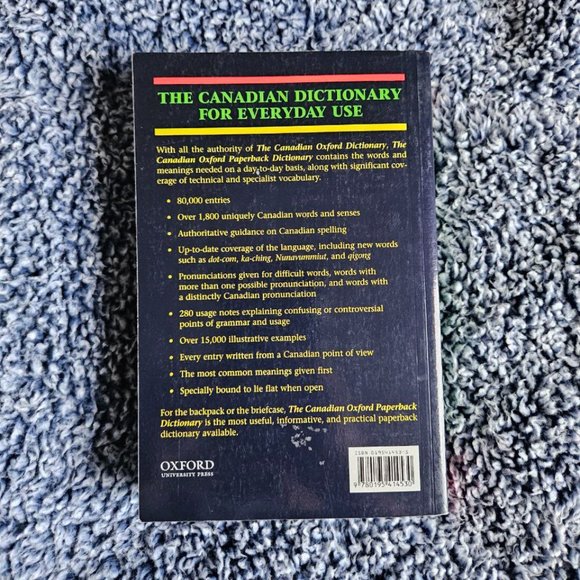 THE CANADIAN DICTIONARY
FOR EVERYDAY USE
With all the authority of The Canadian Oxford Dictionary, The
Canadian Oxford Paperback Dictionary contains the words and
meanings needed on a day-to-day basis, along with significant cov-
erage of technical and specialist vocabulary.
• 80,000 entries
• Over 1,800 uniquely Canadian words and senses
• Authoritative guidance on Canadian spelling
• Up-to-date coverage of the language, including new words
such as dot-com, ka-ching, Nunavummiut, and qigong
• Pronunciations given for difficult words, words with
more than one possible pronunciation, and words with
a distinctly Canadian pronunciation
• 280 usage notes explaining confusing or controversial
points of grammar and usage
• Over 15,000 illustrative examples
• Every entry written from a Canadian point of view
• The most common meanings given first
• Specially bound to lie flat when open
For the backpack or the briefcase, The Canadian Oxford Paperback
Dictionary is the most useful, informative, and practical paperback
dictionary available.
OXFORD
UNIVERSITY PRESS
ISBN 0195414535
9 780195 414530